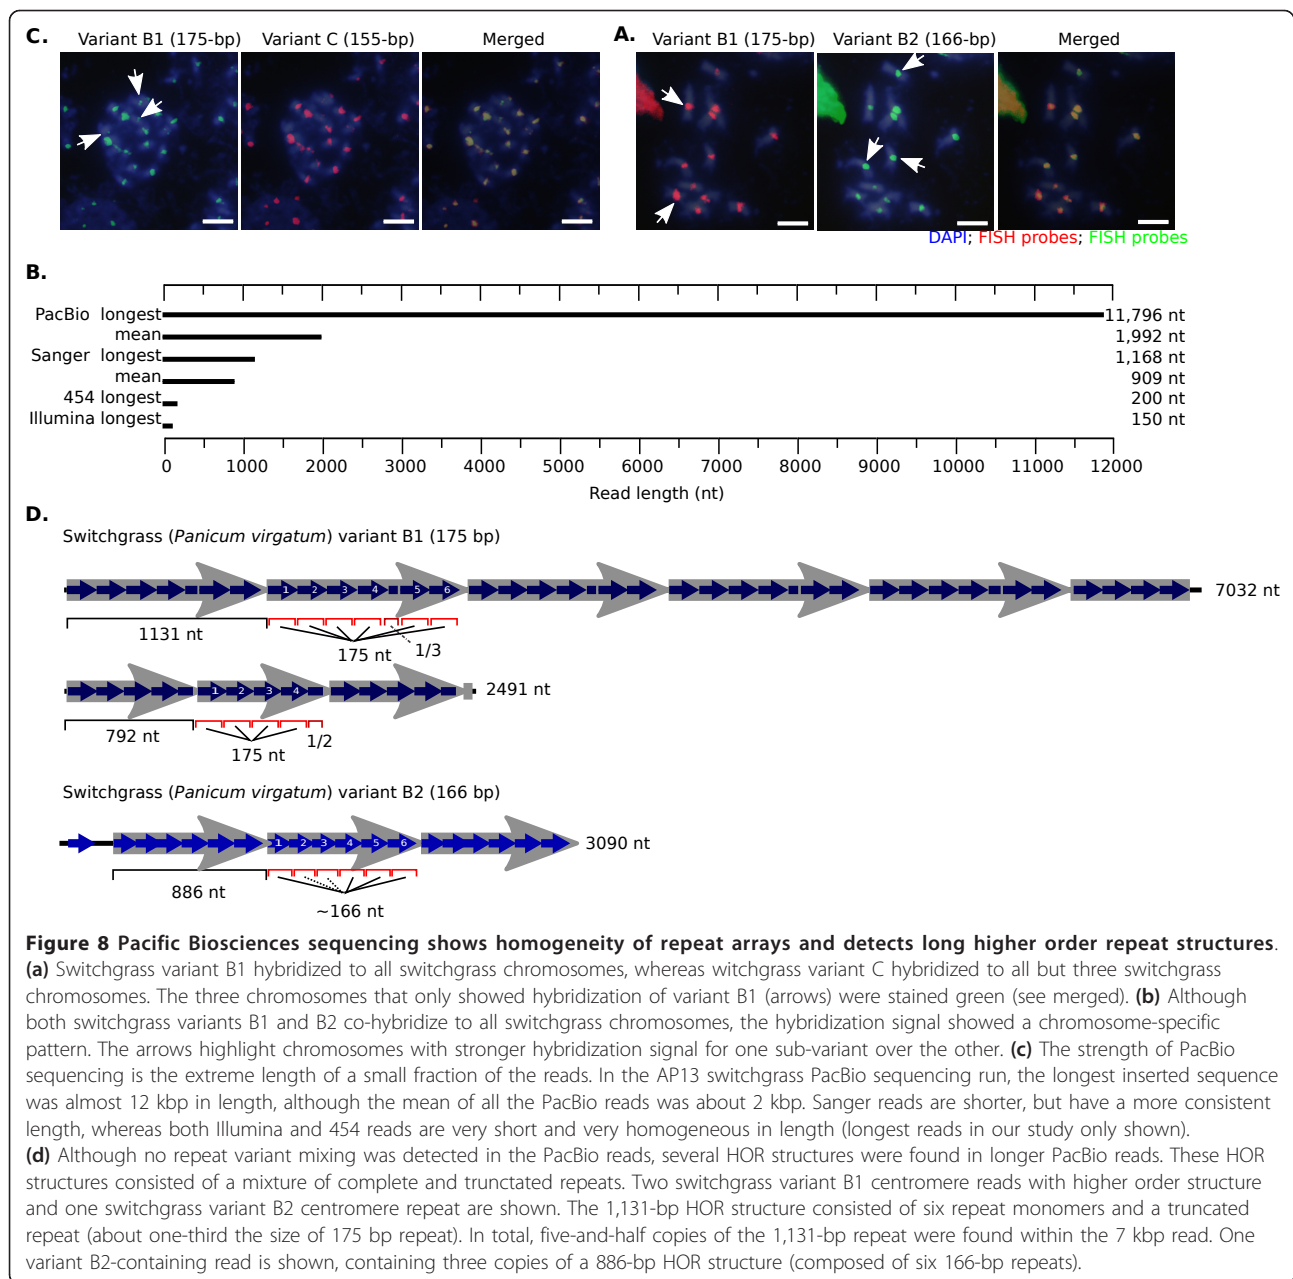 C.
Variant B1 (175-bp) Variant C (155-bp) Merged
A.
Variant B1 (175-bp) Variant B2 (166-bp) Merged
DAPI; FISH probes; FISH probes
B.
PacBio longest 11,796 nt
mean 1,992 nt
Sanger longest 1,168 nt
mean 909 nt
454 longest 200 nt
Illumina longest 150 nt
0 1000 2000 3000 4000 5000 6000 7000 8000 9000 10000 11000 12000
Read length (nt)
D.
Switchgrass (Panicum virgatum) variant B1 (175 bp)
1 2 3 4 5 6
7032 nt
1131 nt
175 nt
1/3
1 2 3 4
2491 nt
792 nt
175 nt
1/2
Switchgrass (Panicum virgatum) variant B2 (166 bp)
1 2 3 4 5 6
3090 nt
886 nt
~166 nt
Figure 8 Pacific Biosciences sequencing shows homogeneity of repeat arrays and detects long higher order repeat structures.
(a) Switchgrass variant B1 hybridized to all switchgrass chromosomes, whereas witchgrass variant C hybridized to all but three switchgrass
chromosomes. The three chromosomes that only showed hybridization of variant B1 (arrows) were stained green (see merged). (b) Although
both switchgrass variants B1 and B2 co-hybridize to all switchgrass chromosomes, the hybridization signal showed a chromosome-specific
pattern. The arrows highlight chromosomes with stronger hybridization signal for one sub-variant over the other. (c) The strength of PacBio
sequencing is the extreme length of a small fraction of the reads. In the AP13 switchgrass PacBio sequencing run, the longest inserted sequence
was almost 12 kbp in length, although the mean of all the PacBio reads was about 2 kbp. Sanger reads are shorter, but have a more consistent
length, whereas both Illumina and 454 reads are very short and very homogeneous in length (longest reads in our study only shown).
(d) Although no repeat variant mixing was detected in the PacBio reads, several HOR structures were found in longer PacBio reads. These HOR
structures consisted of a mixture of complete and trunctated repeats. Two switchgrass variant B1 centromere reads with higher order structure
and one switchgrass variant B2 centromere repeat are shown. The 1,131-bp HOR structure consisted of six repeat monomers and a truncated
repeat (about one-third the size of 175 bp repeat). In total, five-and-half copies of the 1,131-bp repeat were found within the 7 kbp read. One
variant B2-containing read is shown, containing three copies of a 886-bp HOR structure (composed of six 166-bp repeats).